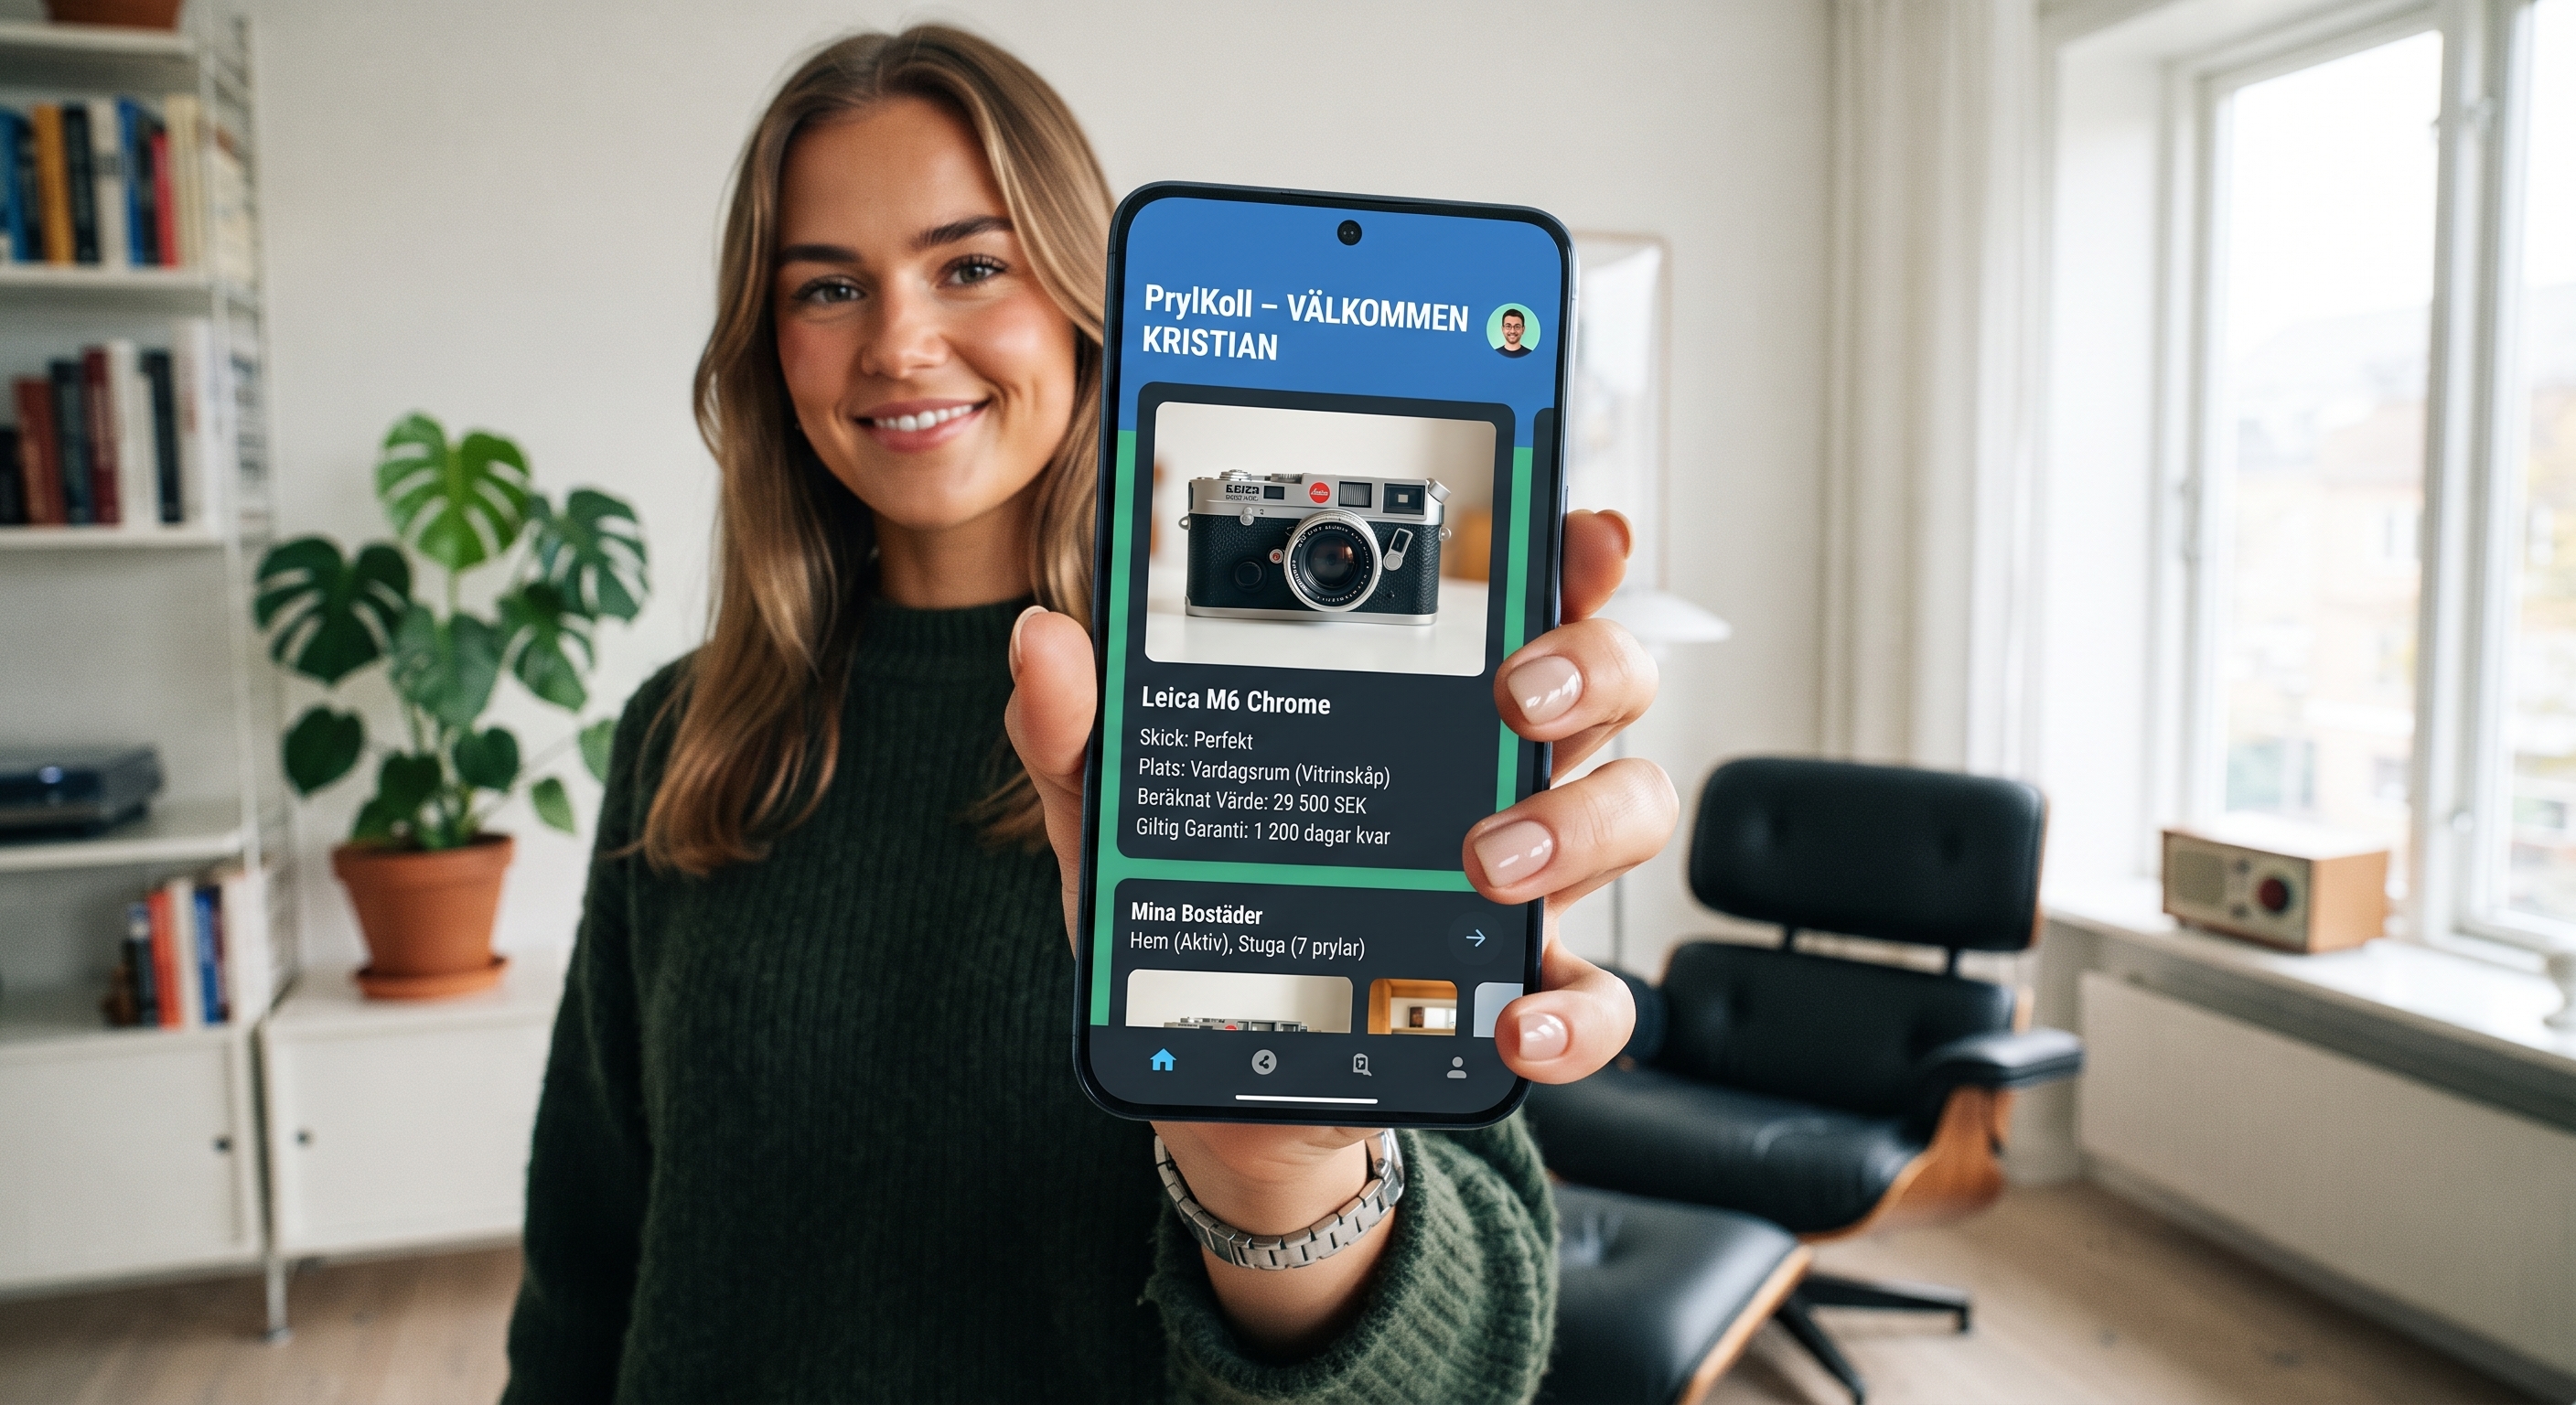 PrylKoll – VÄLKOMMEN
KRISTIAN
Leica M6 Chrome
Skick: Perfekt
Plats: Vardagsrum (Vitrinskåp)
Beräknat Värde: 29 500 SEK
Giltig Garanti: 1 200 dagar kvar
Mina Bostäder
Hem (Aktiv), Stuga (7 prylar)